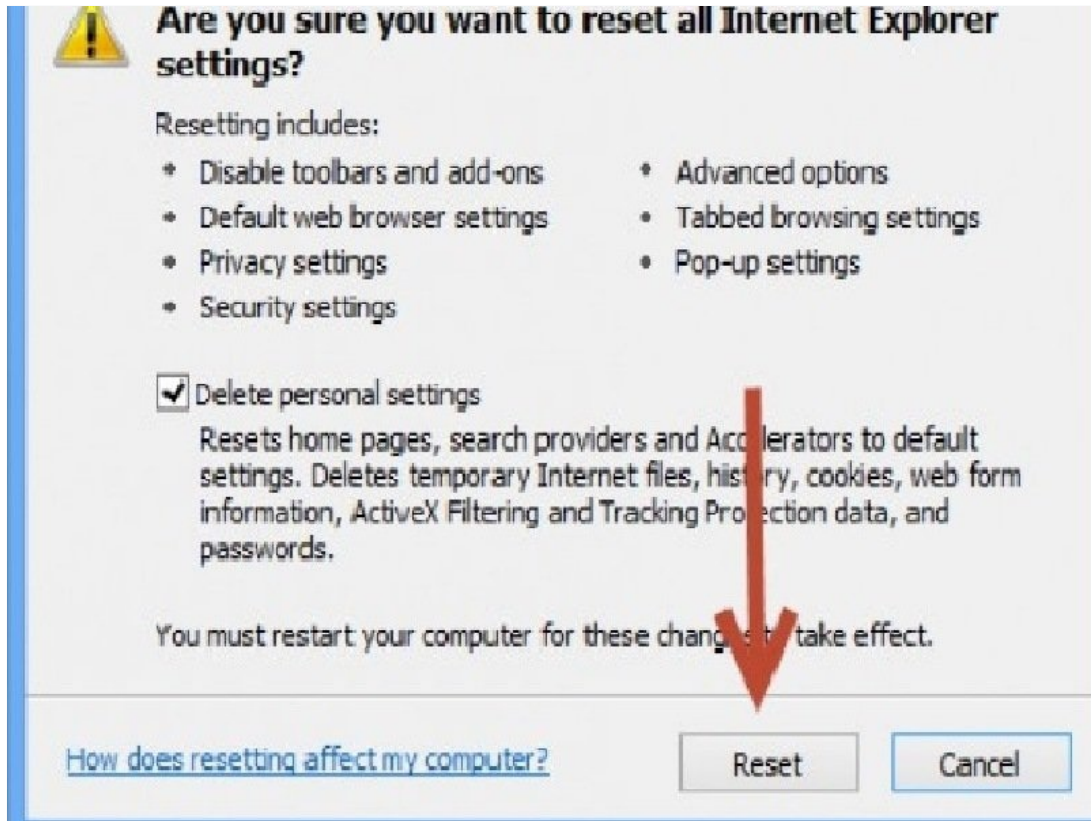 Are you sure you want to reset all Internet Explorer
settings?
Resetting includes:
• Disable toolbars and add-ons
• Default web browser settings
• Privacy settings
• Security settings
• Advanced options
• Tabbed browsing settings
• Pop-up settings
Delete personal settings
Resets home pages, search providers and Accelerators to default
settings. Deletes temporary Internet files, history, cookies, web form
information, ActiveX Filtering and Tracking Protection data, and
passwords.
You must restart your computer for these changes to take effect.
How does resetting affect my computer?
Reset
Cancel